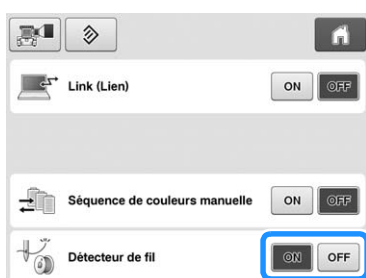 Link (Lien) ON OFF
Séquence de couleurs manuelle ON OFF
Détecteur de fil ON OFF